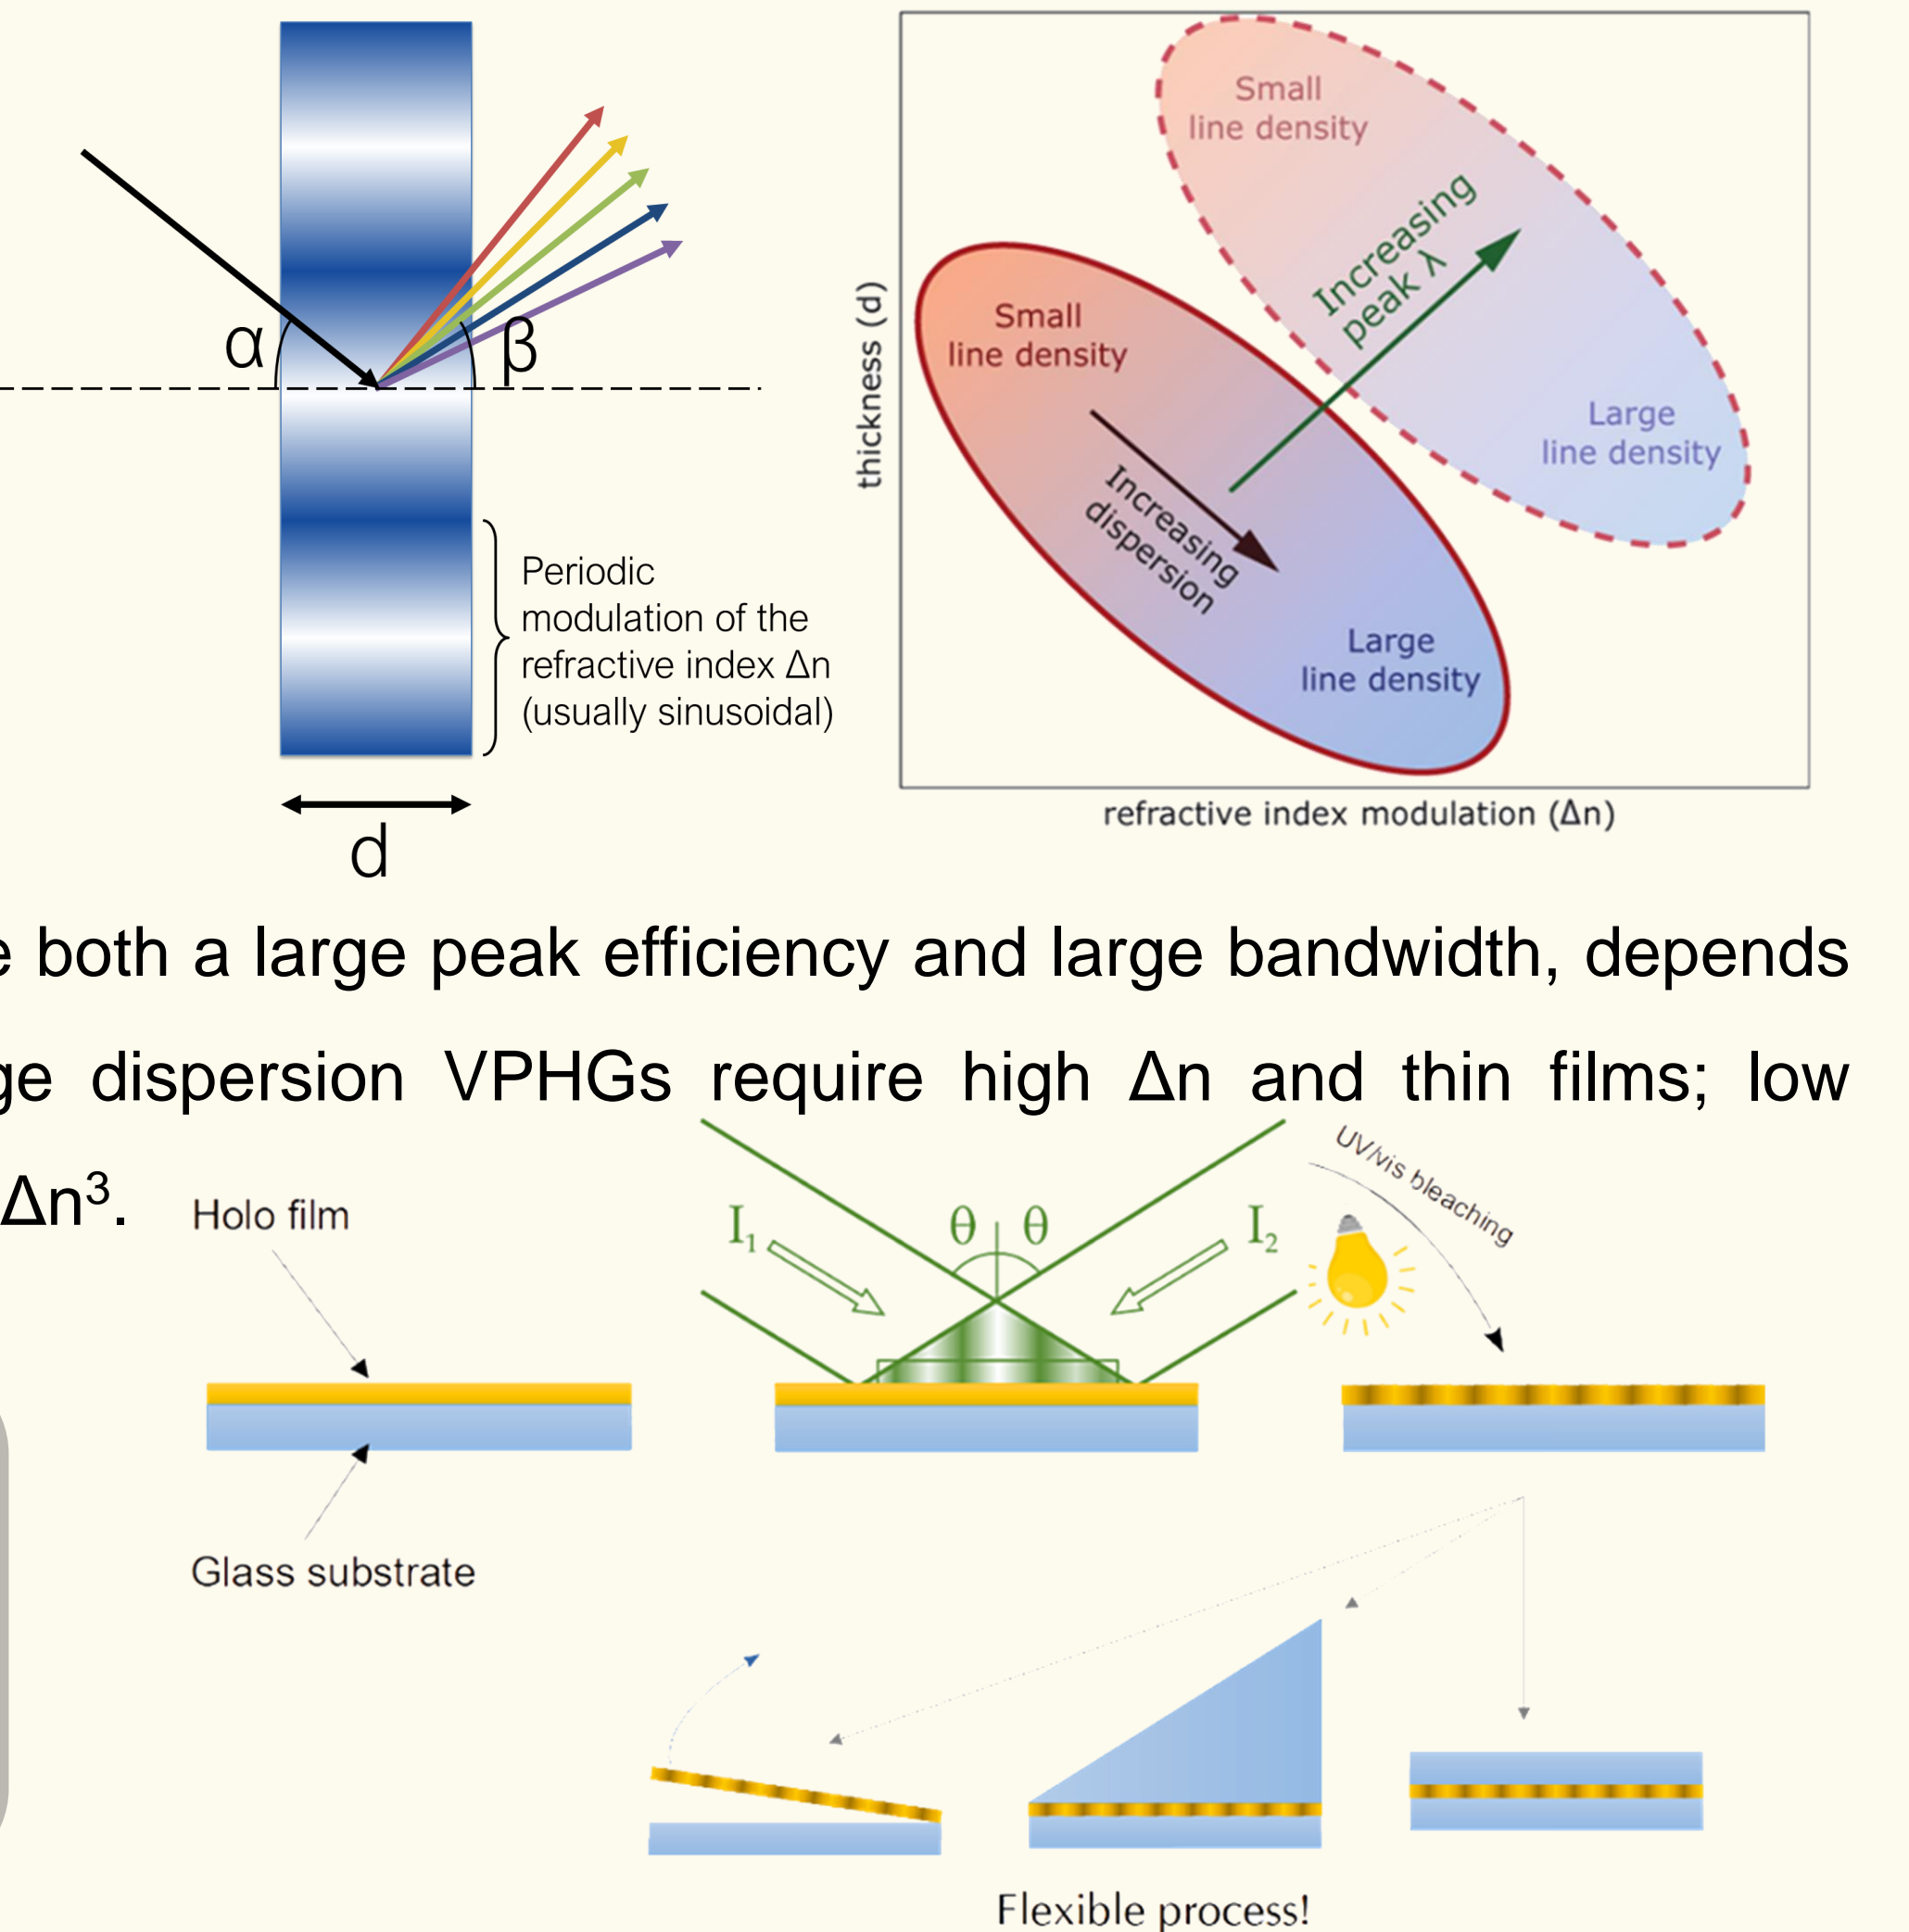 α
β
Periodic
modulation of the
refractive index Δn
(usually sinusoidal)
d
thickness (d)
Small
line density
Increasing
peak λ
Large
line density
Small
line density
Increasing
dispersion
Large
line density
refractive index modulation (Δn)
both a large peak efficiency and large bandwidth, depends
dispersion VPHGs require high Δn and thin films; low
Δn³.
Holo film
Glass substrate
I₁
θ θ
I₂
UV/vis bleaching
Flexible process!